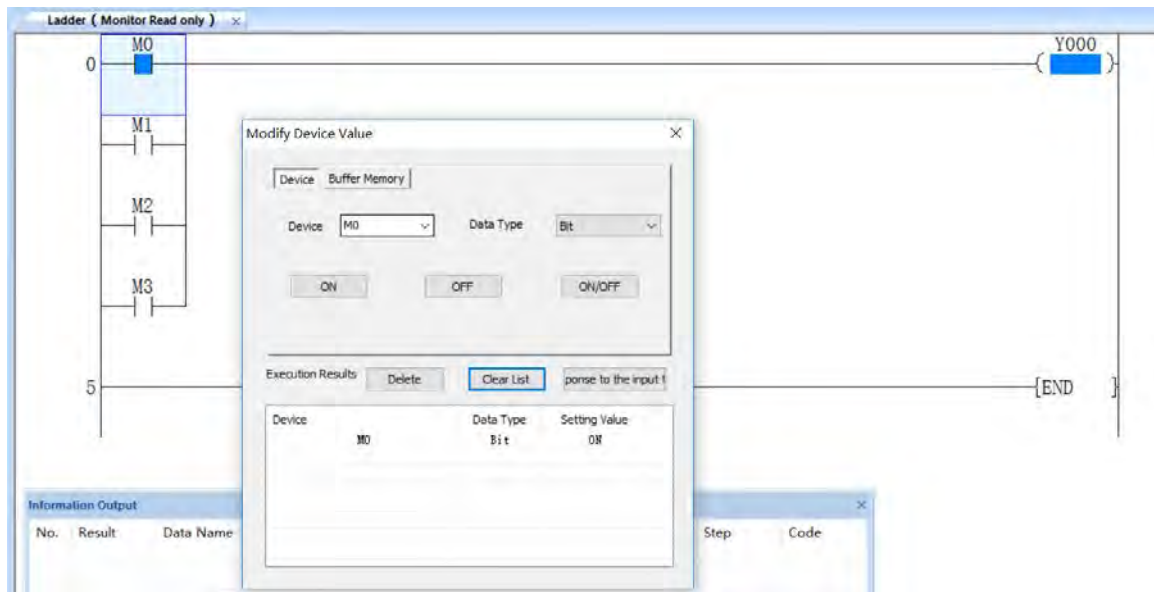 Ladder ( Monitor Read only ) ×
M0 Y000
0 ( )
M1
Modify Device Value ×
Device Buffer Memory
M2
Device M0 Data Type Bit
M3
ON OFF ON/OFF
Execution Results Delete Clear List ponse to the input
5 [END ]
Device Data Type Setting Value
M0 Bit ON
Information Output ×
No. Result Data Name Step Code